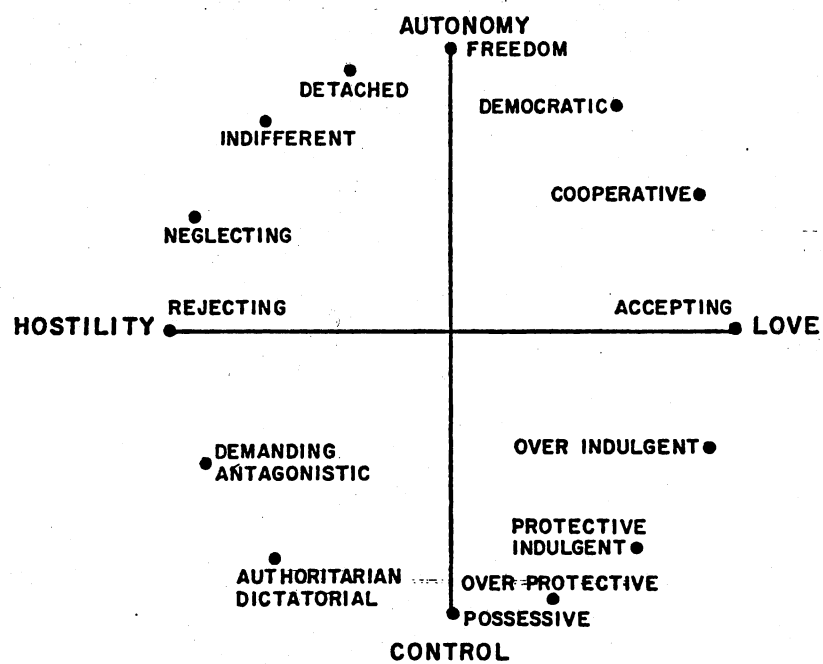 AUTONOMY
FREEDOM
DETACHED
DEMOCRATIC
INDIFFERENT
COOPERATIVE
NEGLECTING
REJECTING
ACCEPTING
HOSTILITY
LOVE
DEMANDING
ANTAGONISTIC
OVER INDULGENT
PROTECTIVE
INDULGENT
AUTHORITARIAN
DICTATORIAL
OVER PROTECTIVE
POSSESSIVE
CONTROL